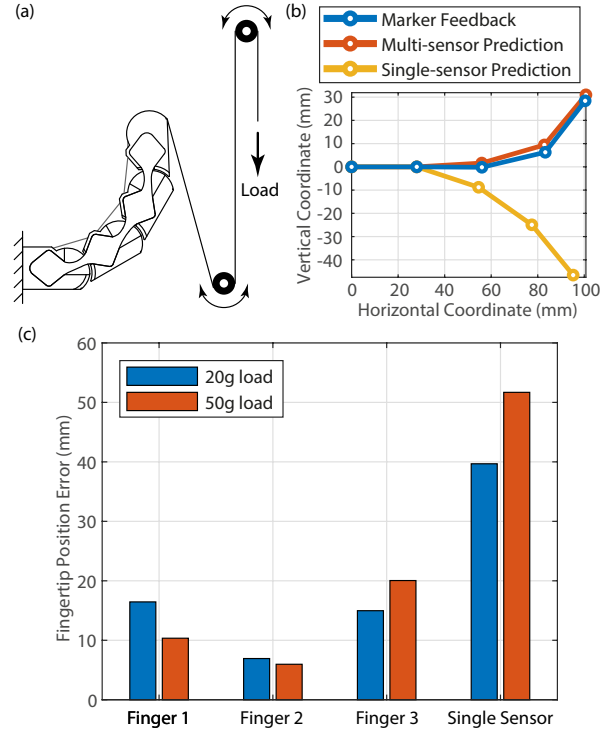 (a)
Load
(b)
Marker Feedback
Multi-sensor Prediction
Single-sensor Prediction
Vertical Coordinate (mm)
30
20
10
0
-10
-20
-30
-40
0 20 40 60 80 100
Horizontal Coordinate (mm)
(c)
20g load
50g load
Fingertip Position Error (mm)
60
50
40
30
20
10
0
Finger 1 Finger 2 Finger 3 Single Sensor